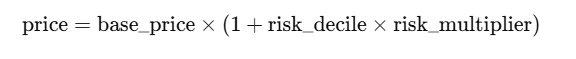 price = base_price × (1 + risk_decile × risk_multiplier)